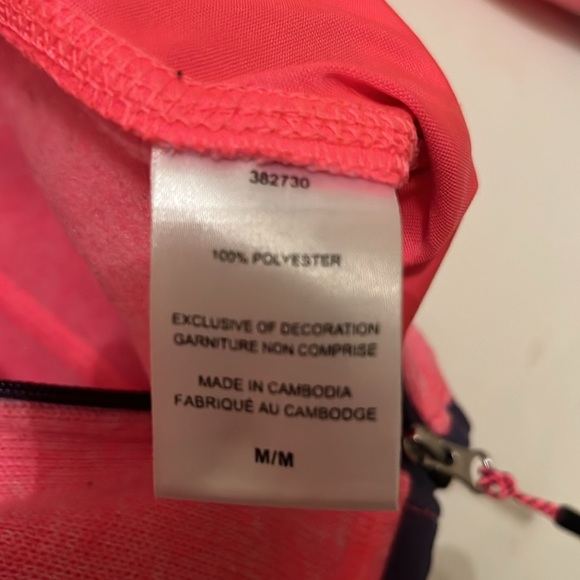 382730
100% POLYESTER
EXCLUSIVE OF DECORATION
GARNITURE NON COMPRISE
MADE IN CAMBODIA
FABRIQUÉ AU CAMBODGE
M/M